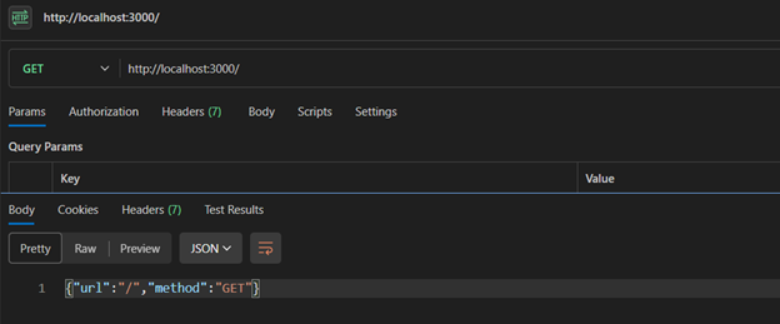 HTTP http://localhost:3000/
GET http://localhost:3000/
Params Authorization Headers (7) Body Scripts Settings
Query Params
Key Value
Body Cookies Headers (7) Test Results
Pretty Raw Preview JSON
1 {"url":"/","method":"GET"}